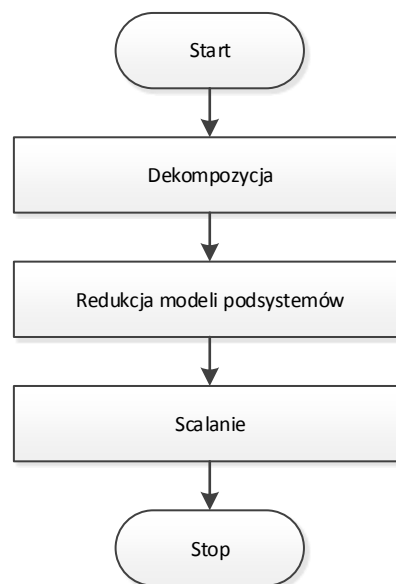 Start
Dekompozycja
Redukcja modeli podsystemów
Scalanie
Stop